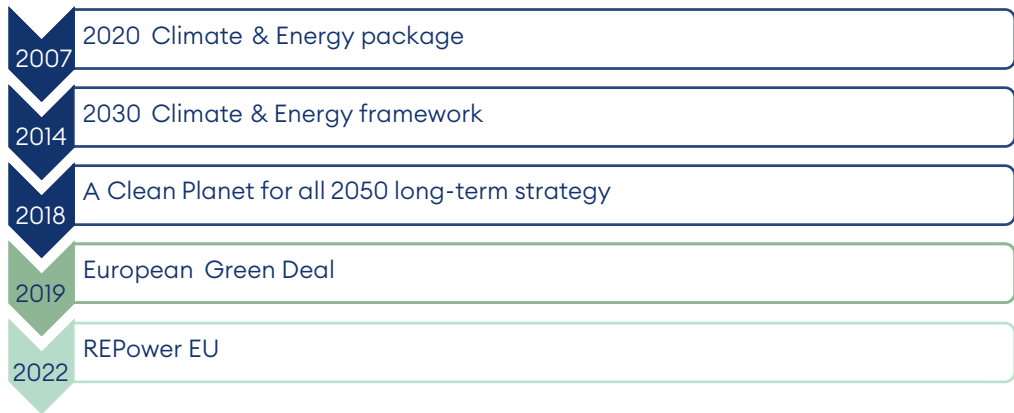 2007
2020 Climate & Energy package
2014
2030 Climate & Energy framework
2018
A Clean Planet for all 2050 long-term strategy
2019
European Green Deal
2022
REPower EU